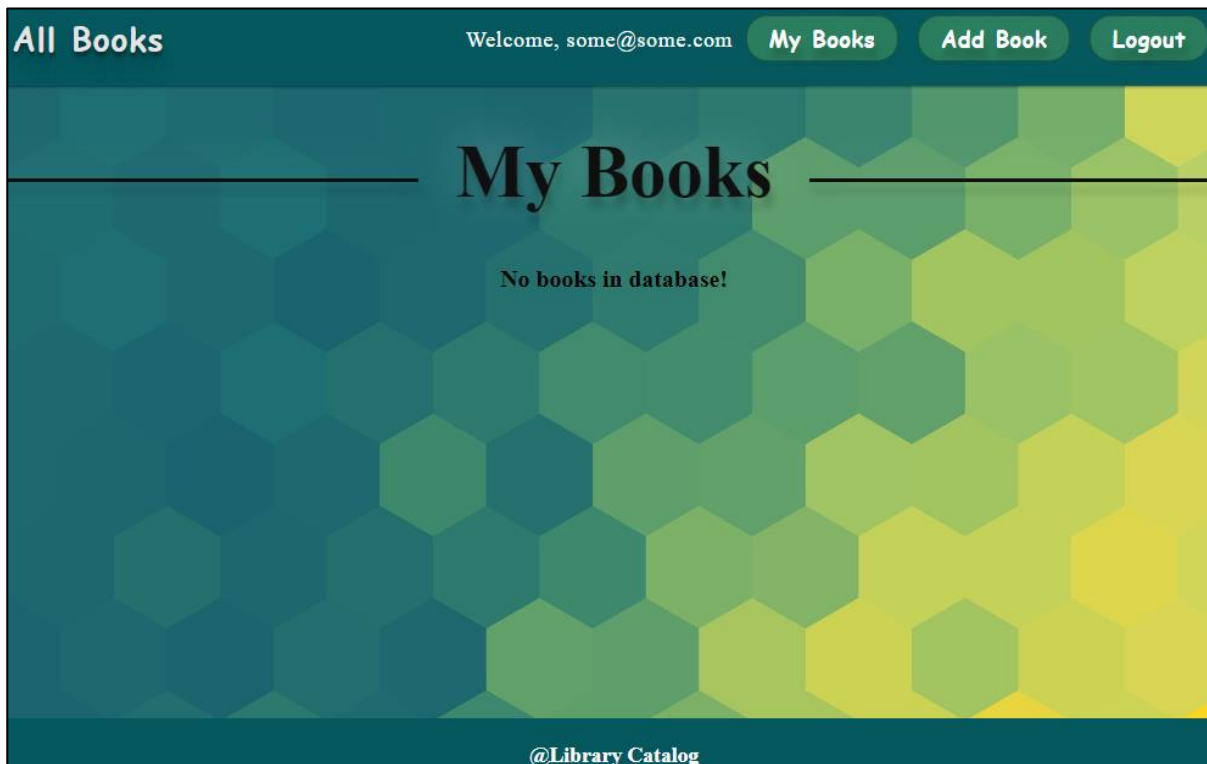 All Books Welcome, some@some.com My Books Add Book Logout
My Books
No books in database!
@Library Catalog